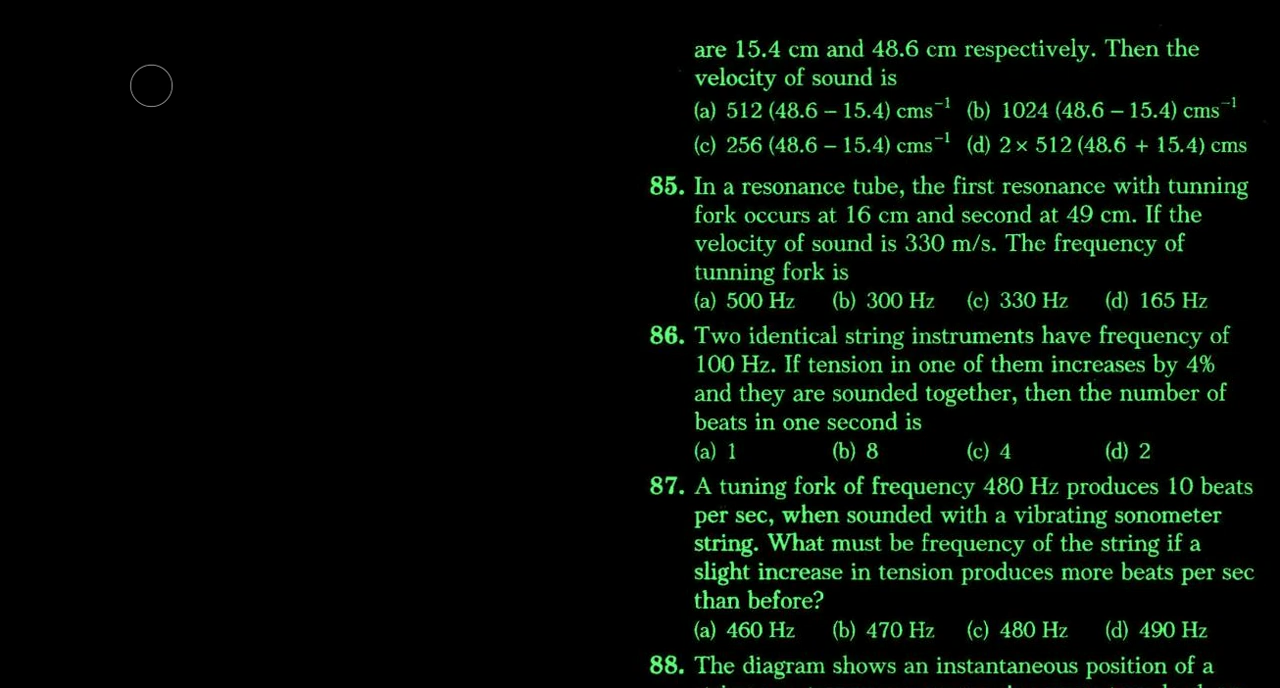 are 15.4 cm and 48.6 cm respectively. Then the
velocity of sound is
(a) 512 (48.6 – 15.4) cms⁻¹ (b) 1024 (48.6 – 15.4) cms⁻¹
(c) 256 (48.6 – 15.4) cms⁻¹ (d) 2 × 512 (48.6 + 15.4) cms
85. In a resonance tube, the first resonance with tunning
fork occurs at 16 cm and second at 49 cm. If the
velocity of sound is 330 m/s. The frequency of
tunning fork is
(a) 500 Hz (b) 300 Hz (c) 330 Hz (d) 165 Hz
86. Two identical string instruments have frequency of
100 Hz. If tension in one of them increases by 4%
and they are sounded together, then the number of
beats in one second is
(a) 1 (b) 8 (c) 4 (d) 2
87. A tuning fork of frequency 480 Hz produces 10 beats
per sec, when sounded with a vibrating sonometer
string. What must be frequency of the string if a
slight increase in tension produces more beats per sec
than before?
(a) 460 Hz (b) 470 Hz (c) 480 Hz (d) 490 Hz
88. The diagram shows an instantaneous position of a